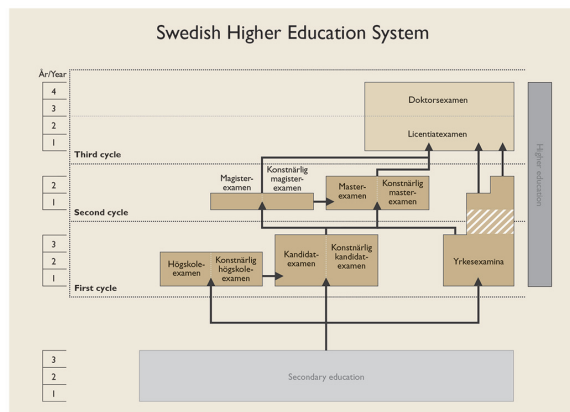 Swedish Higher Education System
År/Year
4
3
2
1
Third cycle
Doktorsexamen
Licentiatexamen
Higher education
2
1
Second cycle
Magister-
examen
Konstnärlig
magister-
examen
Master-
examen
Konstnärlig
master-
examen
3
2
1
First cycle
Högskole-
examen
Konstnärlig
högskole-
examen
Kandidat-
examen
Konstnärlig
kandidat-
examen
Yrkesexamina
3
2
1
Secondary education